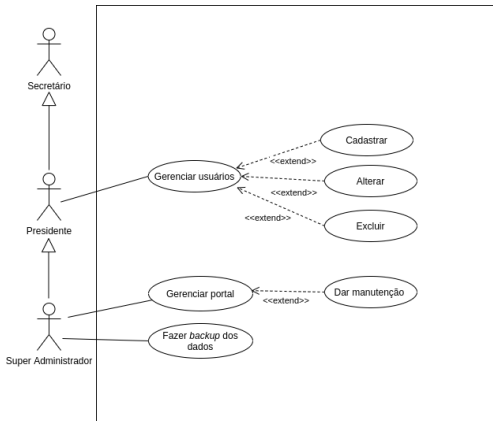 Secretário
Cadastrar
<<extend>>
Gerenciar usuários
Alterar
<<extend>>
<<extend>>
Excluir
Presidente
Gerenciar portal
Dar manutenção
<<extend>>
Fazer backup dos
dados
Super Administrador